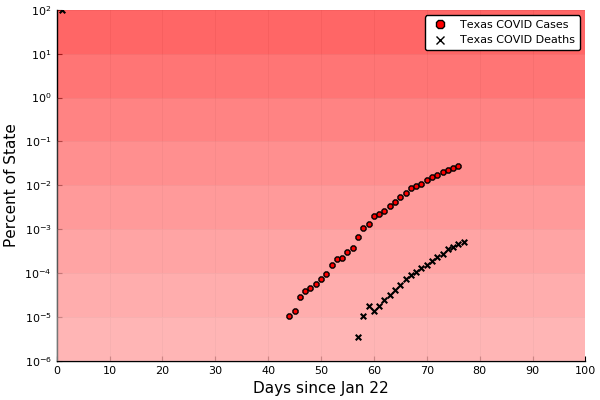 Texas COVID Cases
Texas COVID Deaths
Percent of State
10²
10¹
10⁰
10⁻¹
10⁻²
10⁻³
10⁻⁴
10⁻⁵
10⁻⁶
0 10 20 30 40 50 60 70 80 90 100
Days since Jan 22